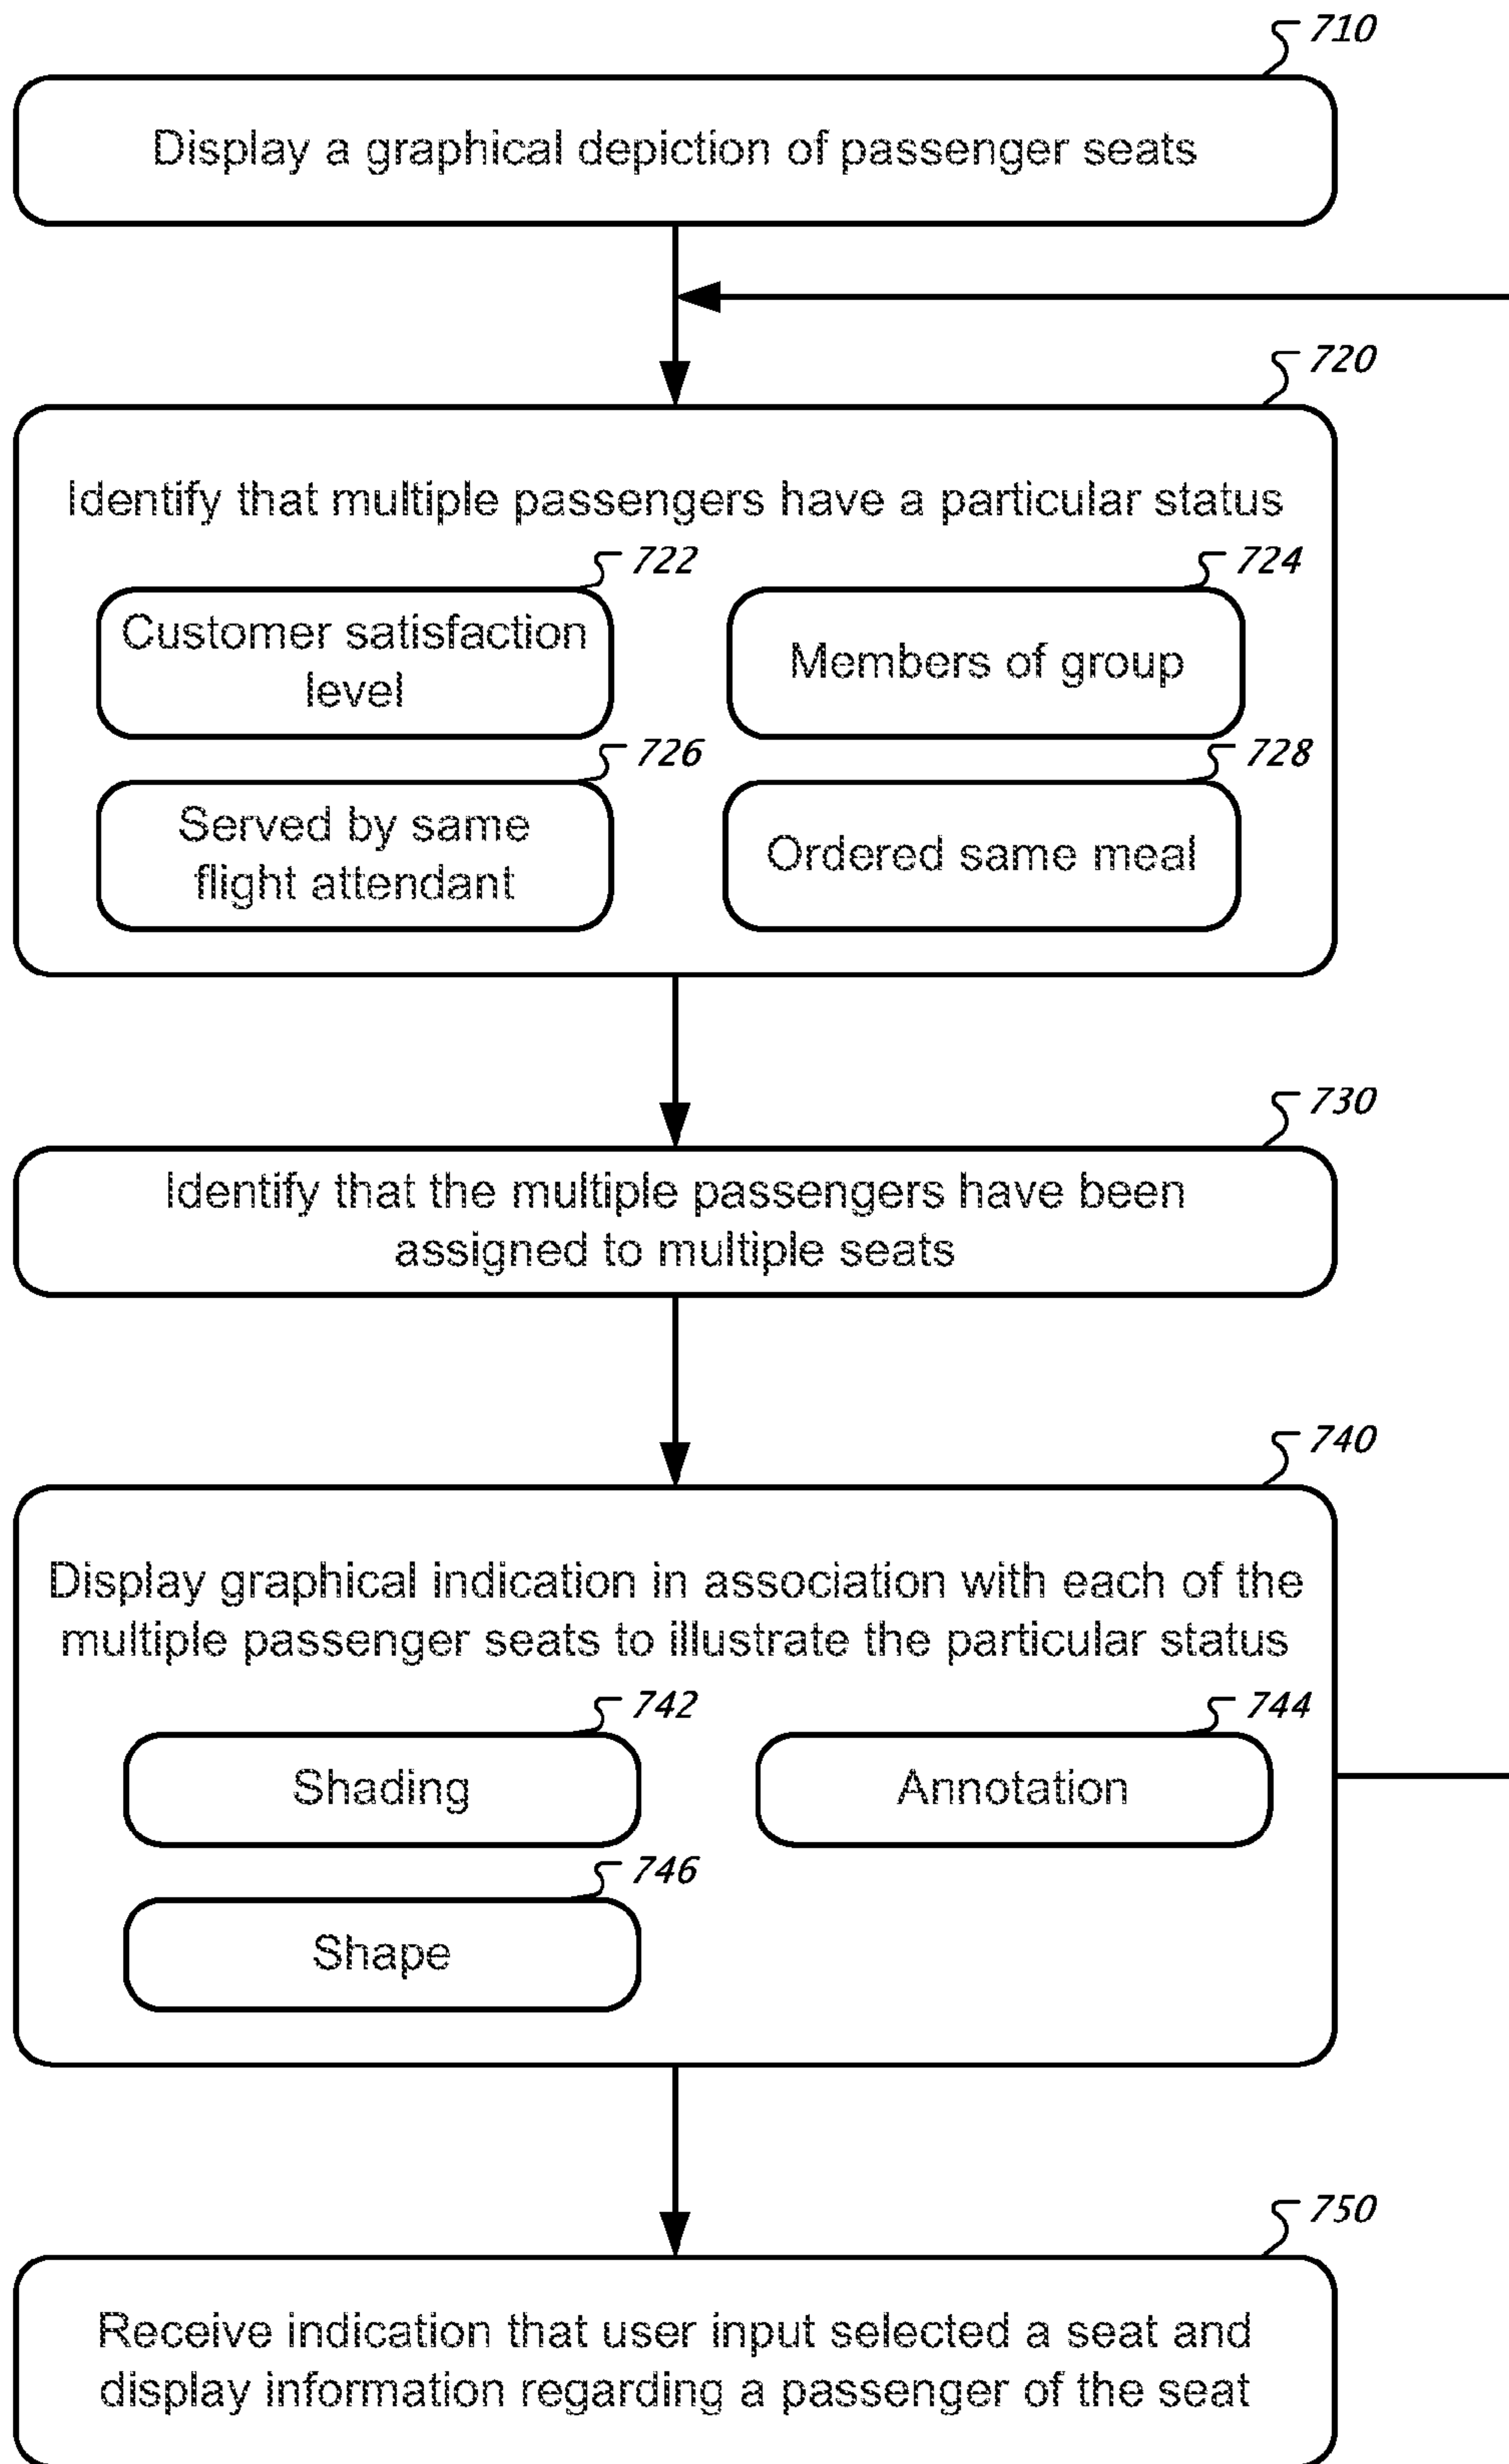 710
Display a graphical depiction of passenger seats
720
Identify that multiple passengers have a particular status
722
724
Customer satisfaction
level
Members of group
726
728
Served by same
flight attendant
Ordered same meal
730
Identify that the multiple passengers have been
assigned to multiple seats
740
Display graphical indication in association with each of the
multiple passenger seats to illustrate the particular status
742
744
Shading
Annotation
746
Shape
750
Receive indication that user input selected a seat and
display information regarding a passenger of the seat